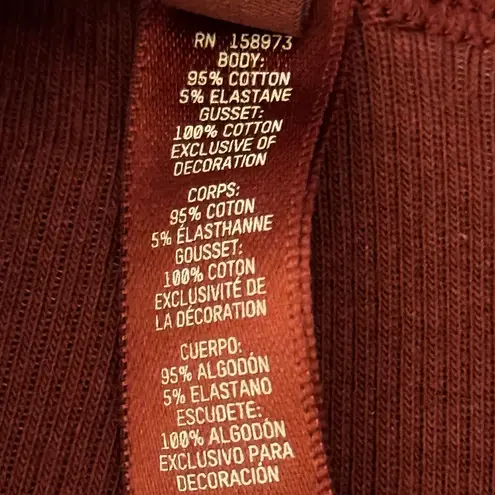 RN 158973
BODY:
95% COTTON
5% ELASTANE
GUSSET:
100% COTTON
EXCLUSIVE OF
DECORATION
CORPS:
95% COTON
5% ÉLASTHANNE
GOUSSET:
100% COTON
EXCLUSIVITÉ DE
LA DÉCORATION
CUERPO:
95% ALGODÓN
5% ELASTANO
ESCUDETE:
100% ALGODÓN
EXCLUSIVO PARA
DECORACIÓN